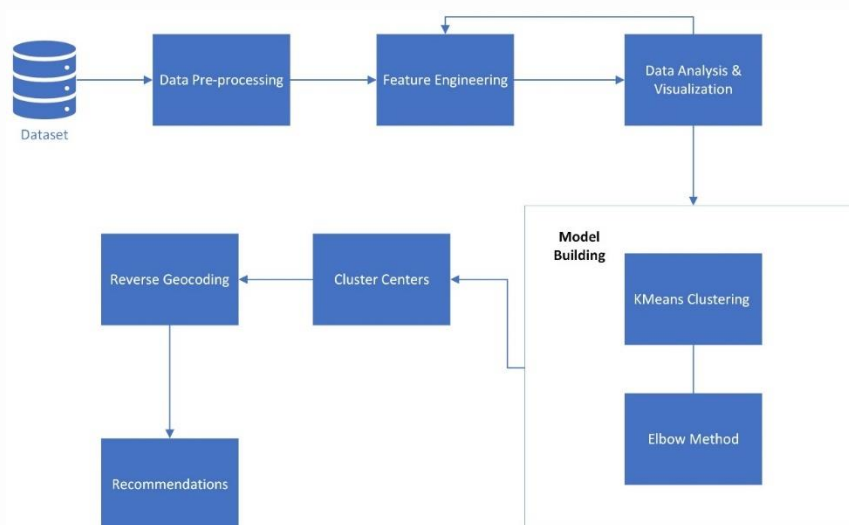 Data Pre-processing
Feature Engineering
Data Analysis &
Visualization
Dataset
Model
Building
Reverse Geocoding
Cluster Centers
KMeans Clustering
Elbow Method
Recommendations